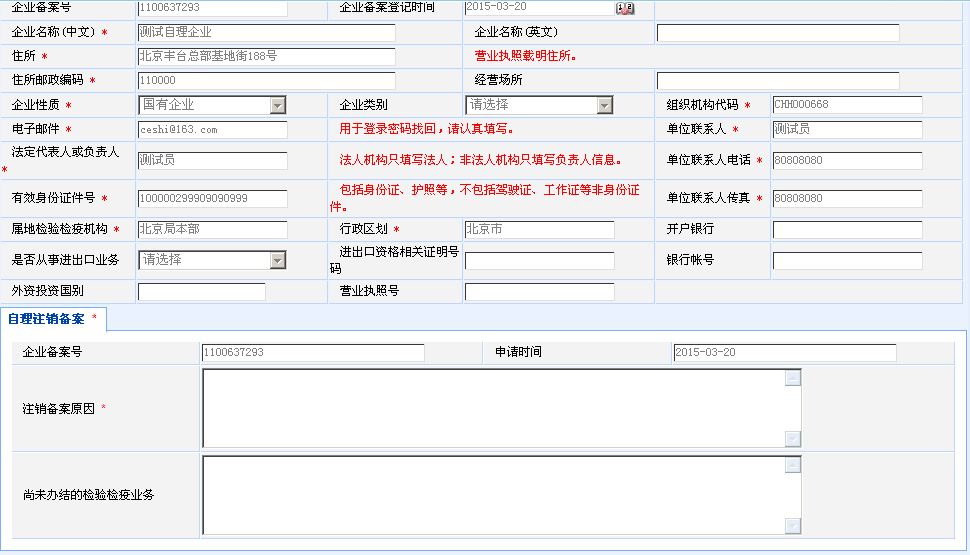 企业备案号 1100637293 企业备案登记时间 2015-03-20
企业名称(中文) * 测试自理企业 企业名称(英文)
住所 * 北京丰台总部基地街188号 营业执照载明住所。
住所邮政编码 * 110000 经营场所
企业性质 * 国有企业 企业类别 请选择 组织机构代码 * CHH000668
电子邮件 * ceshi@163.com 用于登录密码找回，请认真填写。 单位联系人 * 测试员
法定代表人或负责人
* 测试员 法人机构只填写法人；非法人机构只填写负责人信息。 单位联系人电话 * 80808080
有效身份证件号 * 100000299909090999 包括身份证、护照等，不包括驾驶证、工作证等非身份证
件。 单位联系人传真 * 80808080
属地检验检疫机构 * 北京局本部 行政区划 * 北京市 开户银行
是否从事进出口业务 请选择 进出口资格相关证明号
码 银行帐号
外资投资国别 营业执照号
自理注销备案 *
企业备案号 1100637293 申请时间 2015-03-20
注销备案原因 *
尚未办结的检验检疫业务